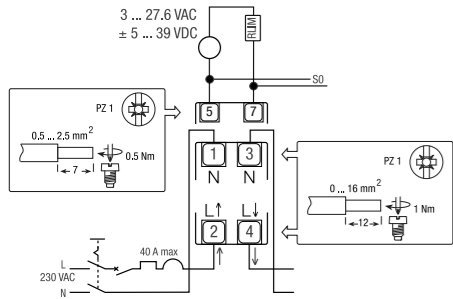 3 ... 27.6 VAC
± 5 ... 39 VDC
RLIM
S0
5 7
PZ 1
0.5 ... 2,5 mm²
0.5 Nm
7
1 3
N N
L↑ L↓
2 4
PZ 1
0 ... 16 mm²
1 Nm
12
40 A max
L
230 VAC
N